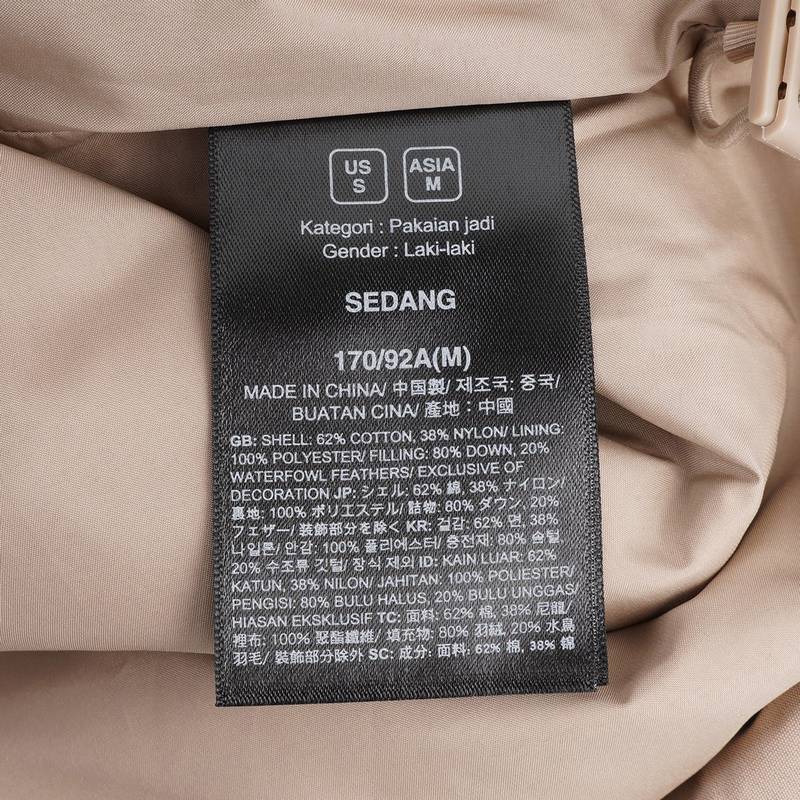 US ASIA
S M
Kategori : Pakaian jadi
Gender : Laki-laki
SEDANG
170/92A(M)
MADE IN CHINA/ 中国製/ 제조국: 중국/
BUATAN CINA/ 產地：中國
GB: SHELL: 62% COTTON, 38% NYLON/ LINING:
100% POLYESTER/ FILLING: 80% DOWN, 20%
WATERFOWL FEATHERS/ EXCLUSIVE OF
DECORATION JP: シェル: 62% 綿, 38% ナイロン/
裏地: 100% ポリエステル/ 詰物: 80% ダウン, 20%
フェザー/ 装飾部分を除く KR: 겉감: 62% 면, 38%
나일론/ 안감: 100% 폴리에스터/ 충전재: 80% 솜털,
20% 수조류 깃털/ 장식 제외 ID: KAIN LUAR: 62%
KATUN, 38% NILON/ JAHITAN: 100% POLIESTER/
PENGISI: 80% BULU HALUS, 20% BULU UNGGAS/
HIASAN EKSKLUSIF TC: 面料: 62% 棉, 38% 尼龍/
裡布: 100% 聚酯纖維/ 填充物: 80% 羽絨, 20% 水鳥
羽毛/ 裝飾部分除外 SC: 成分: 面料: 62% 棉, 38% 锦